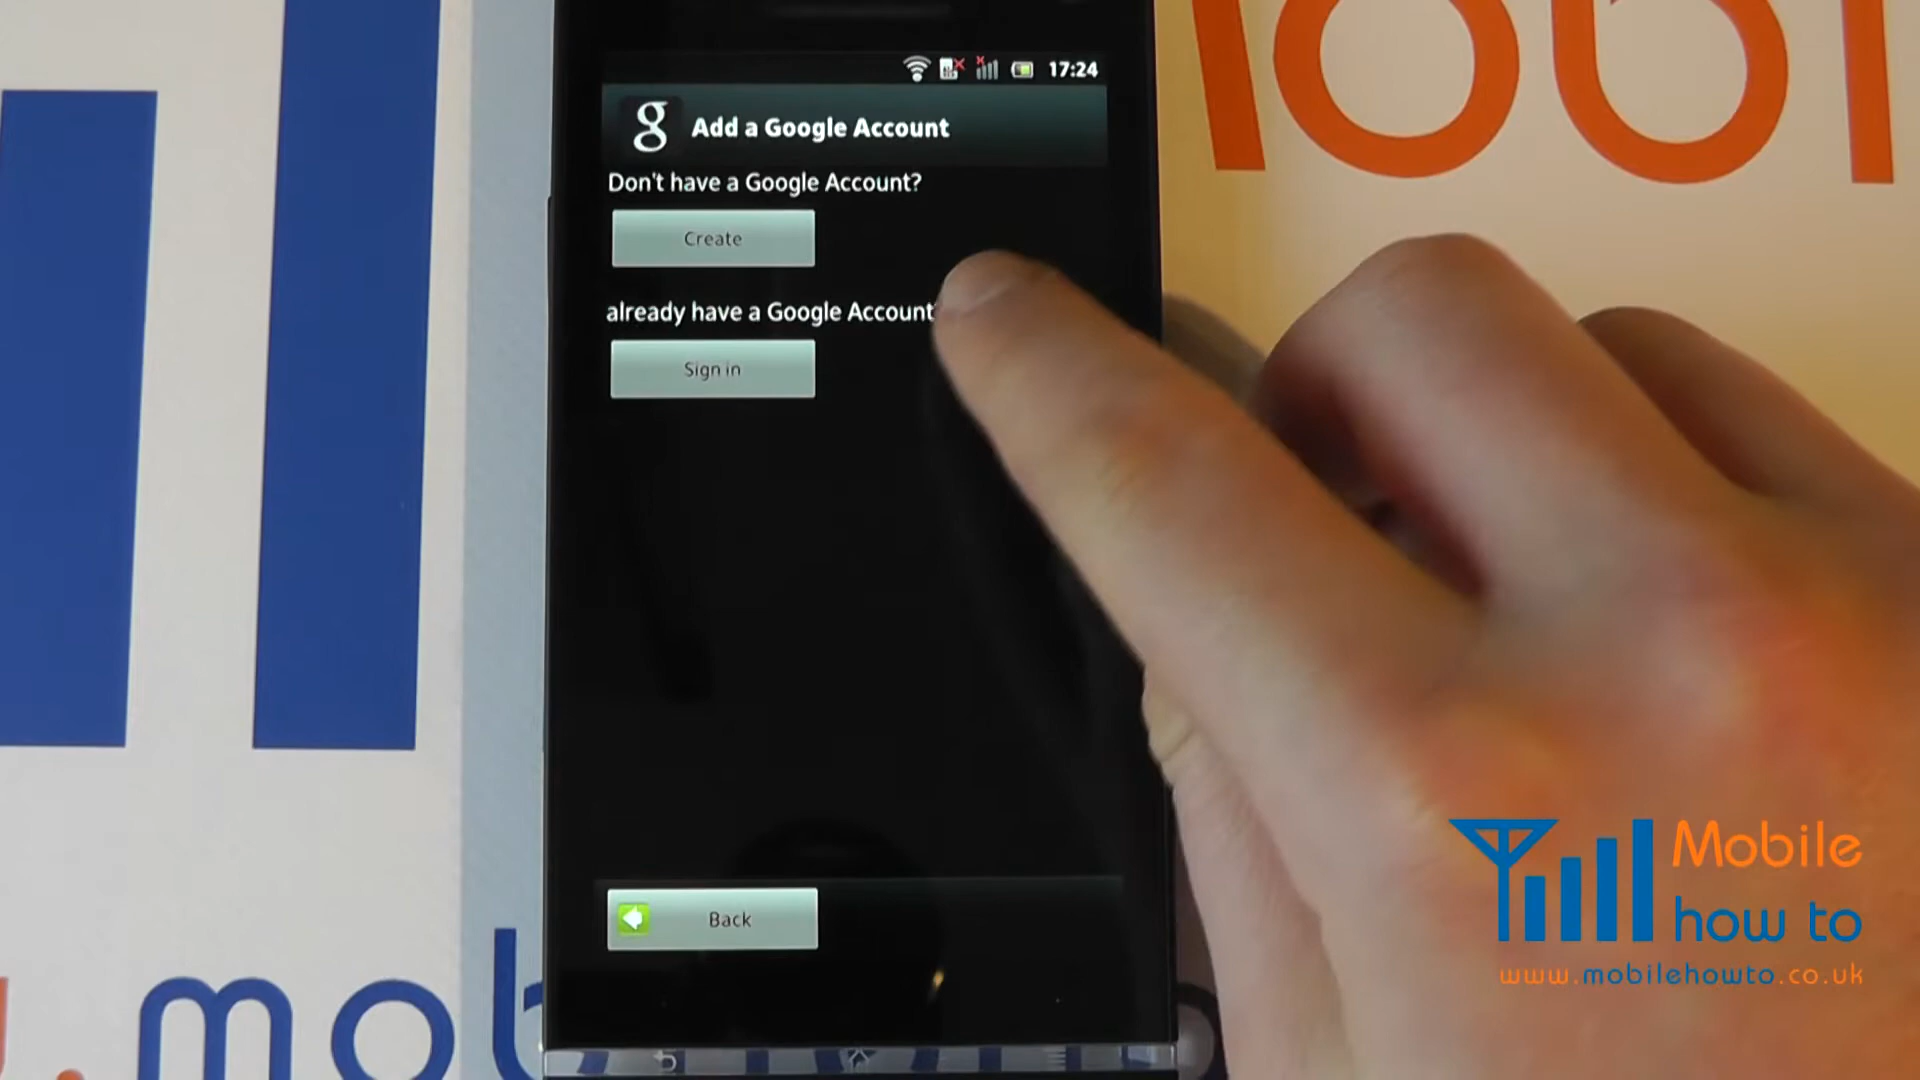 17:24
g Add a Google Account
Don't have a Google Account?
Create
already have a Google Account
Sign in
Back
Mobile
how to
www.mobilehowto.co.uk